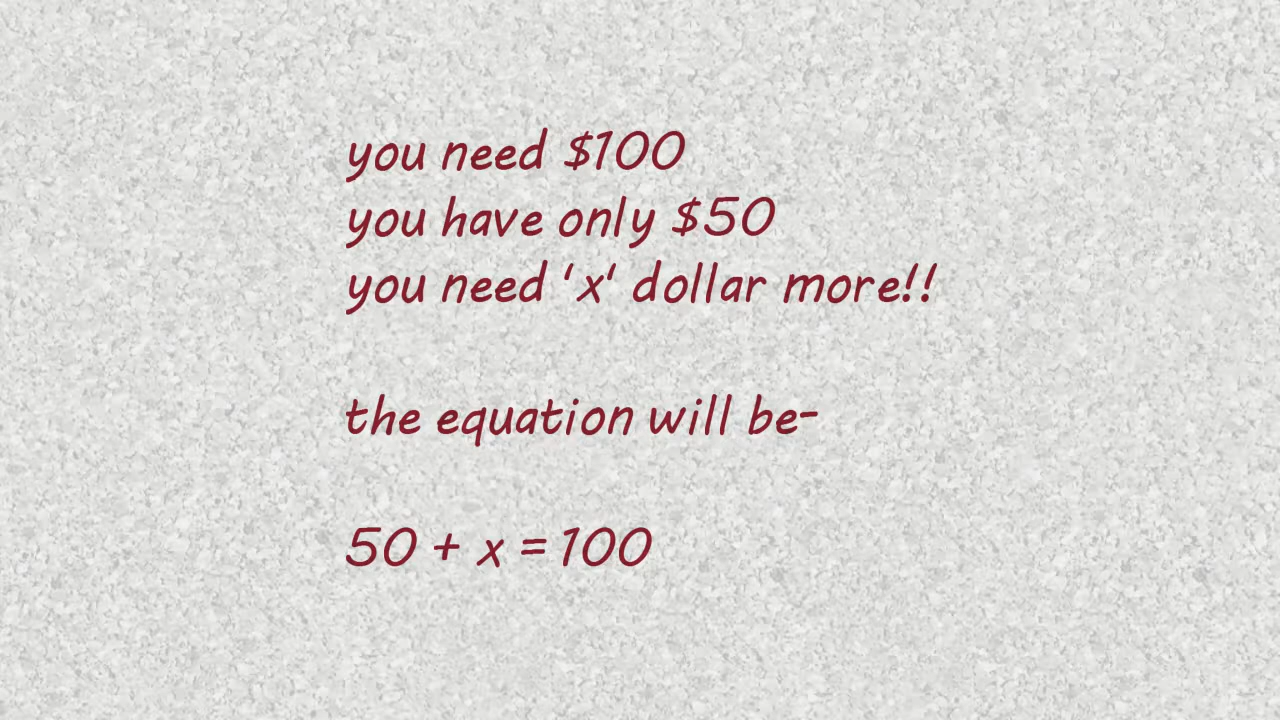 you need $100
you have only $50
you need 'x' dollar more!!
the equation will be-
50 + x = 100